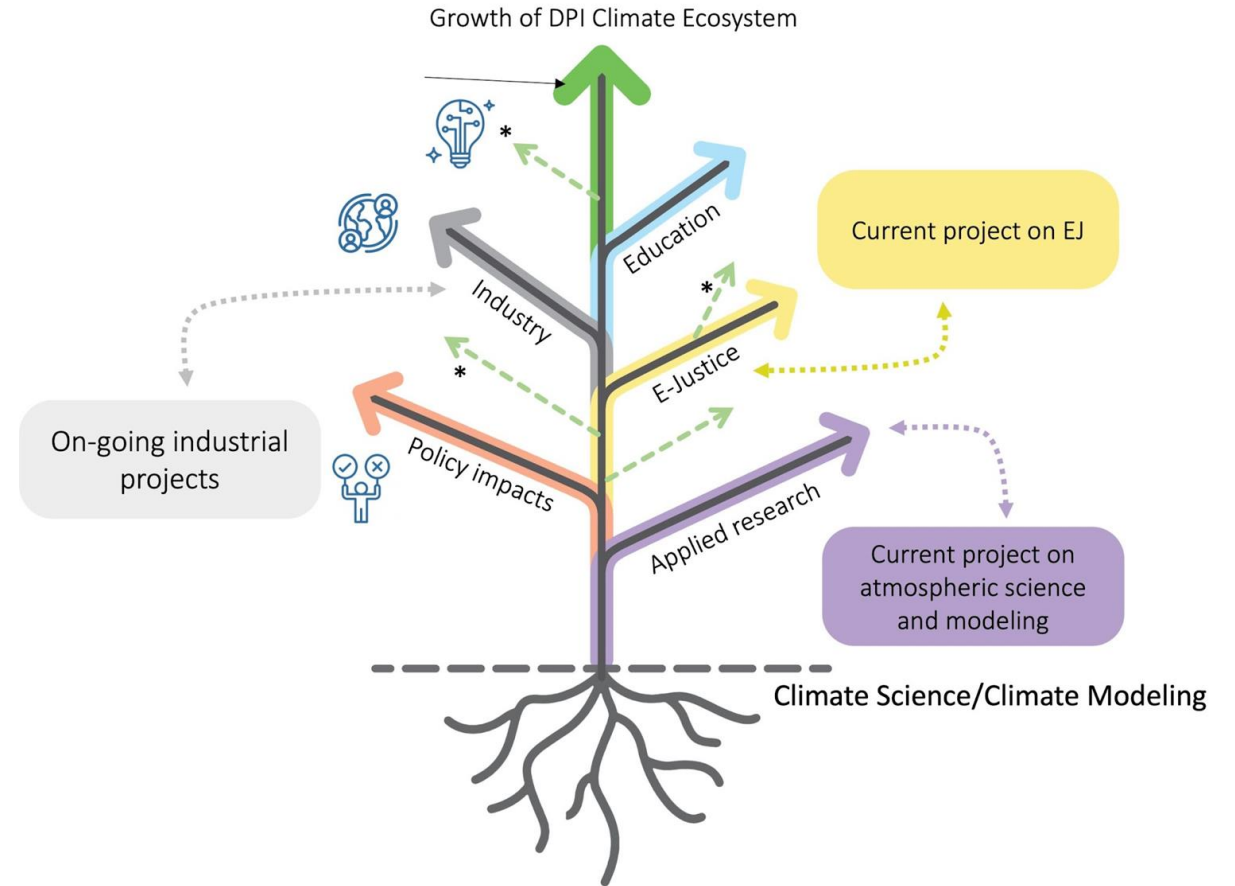 Growth of DPI Climate Ecosystem
*
Education
Current project on EJ
Industry
*
*
E-Justice
On-going industrial
projects
Policy impacts
Applied research
Current project on
atmospheric science
and modeling
Climate Science/Climate Modeling